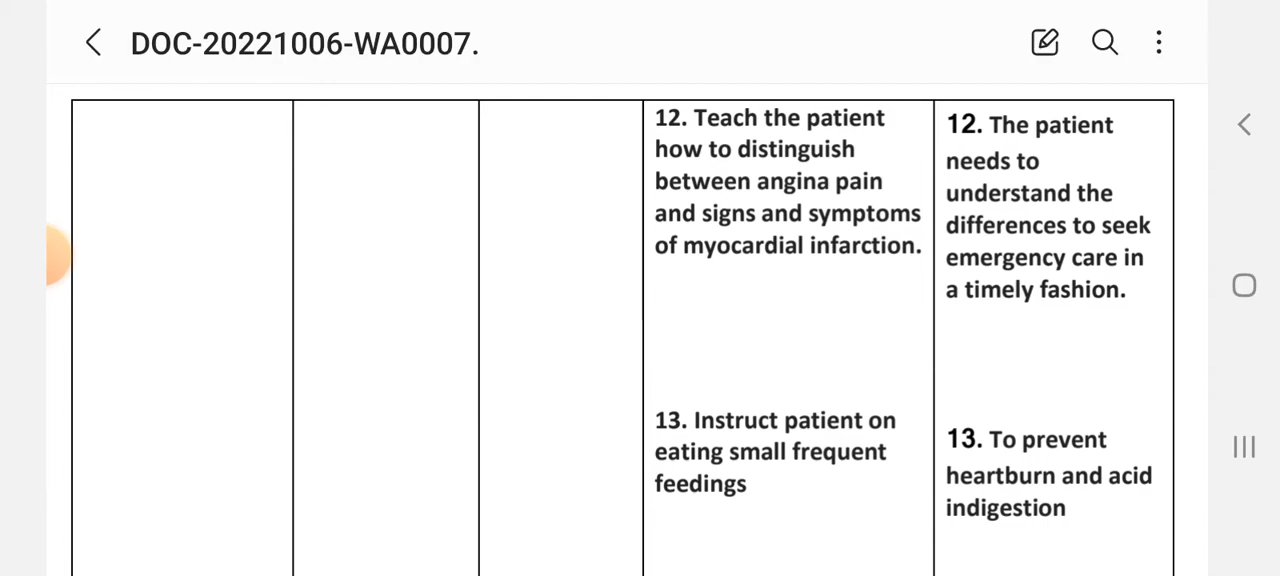 DOC-20221006-WA0007.
12. Teach the patient
how to distinguish
between angina pain
and signs and symptoms
of myocardial infarction.
12. The patient
needs to
understand the
differences to seek
emergency care in
a timely fashion.
13. Instruct patient on
eating small frequent
feedings
13. To prevent
heartburn and acid
indigestion